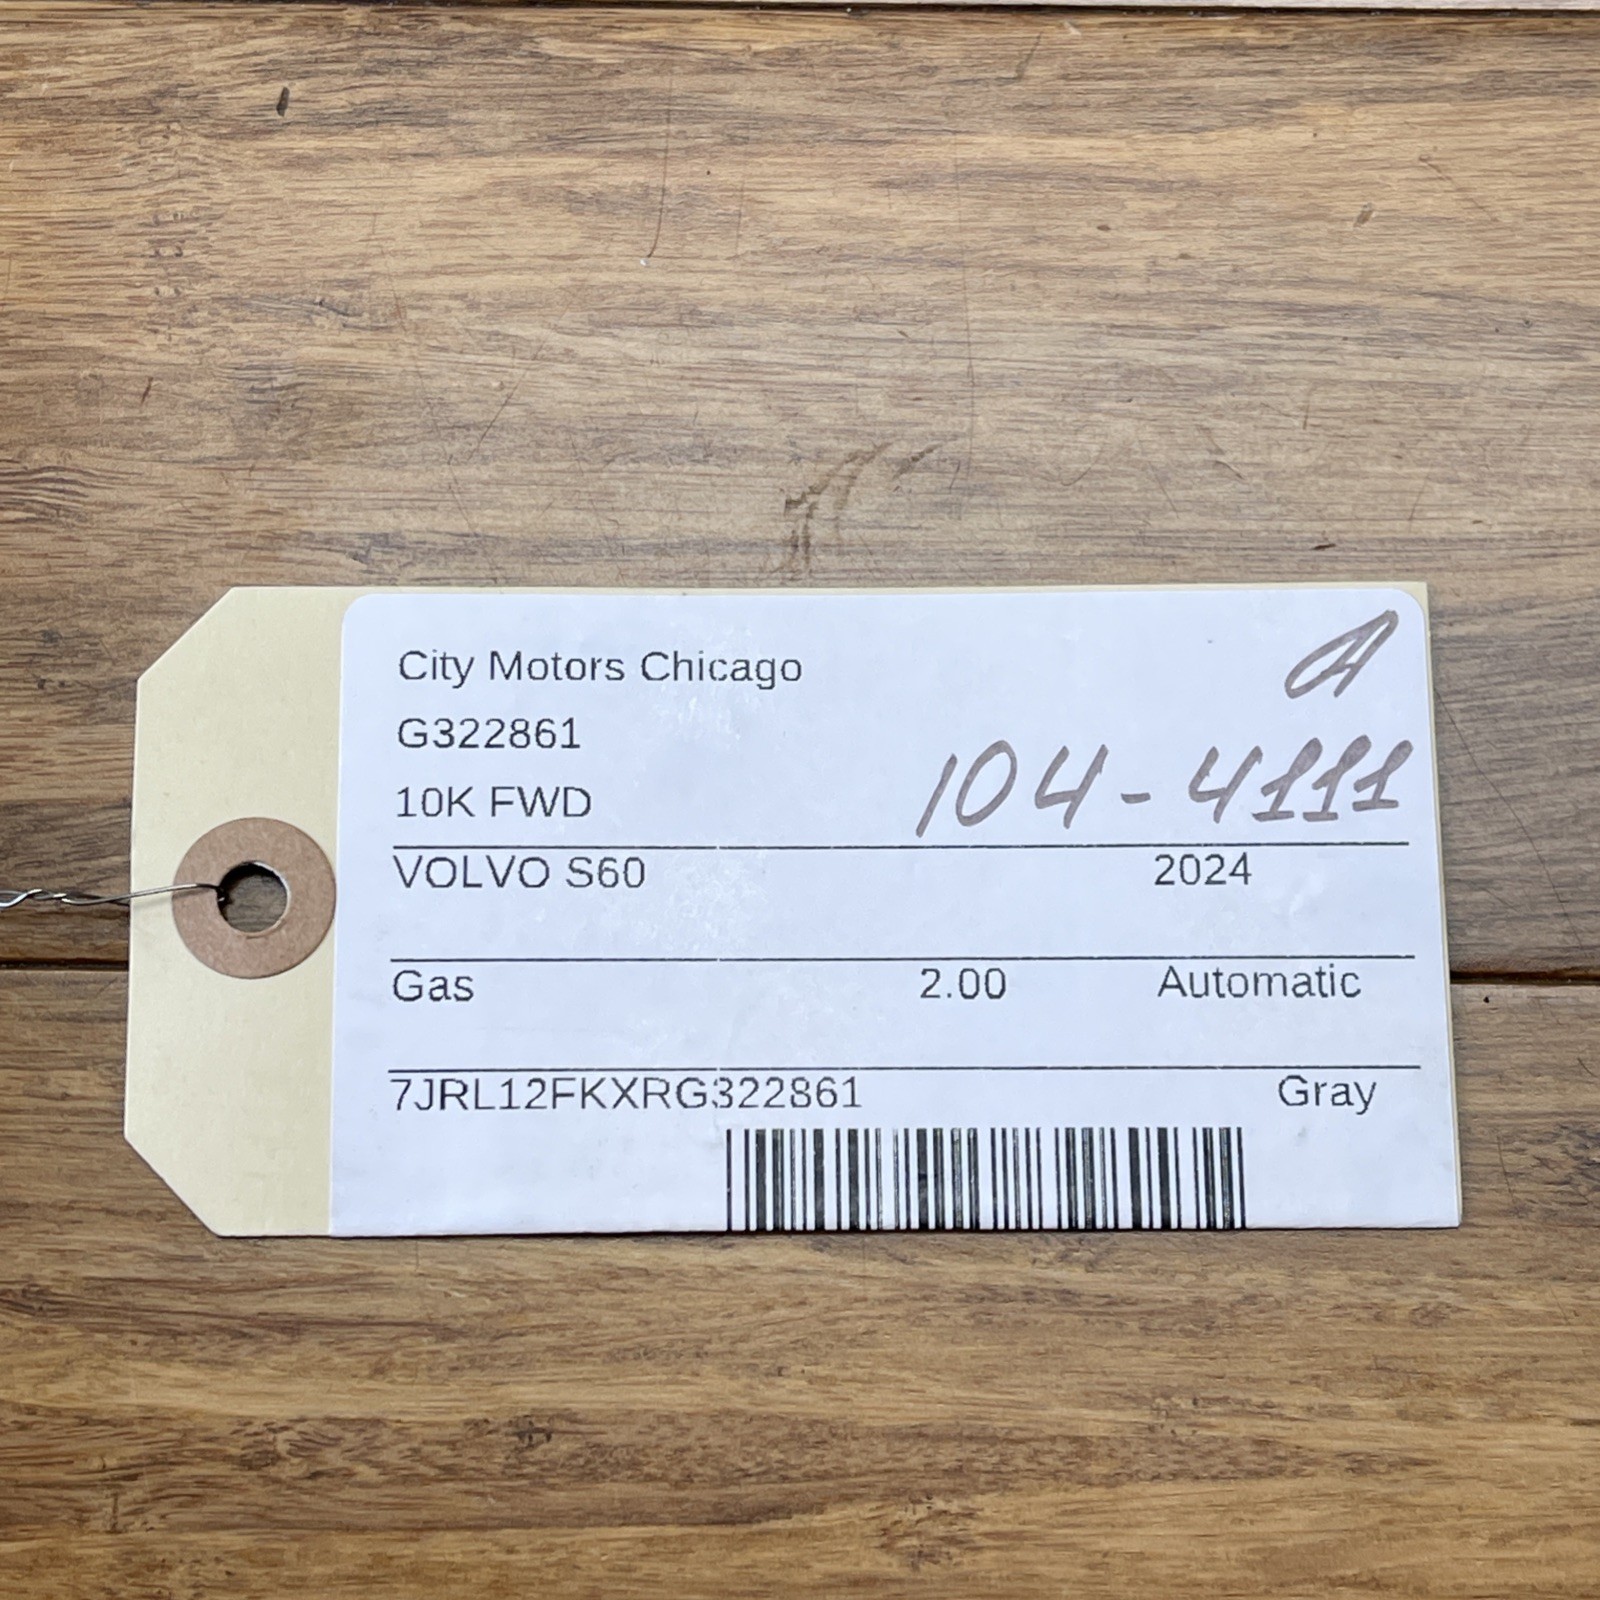 City Motors Chicago
A
G322861
10K FWD
104-4111
VOLVO S60 2024
Gas 2.00 Automatic
7JRL12FKXRG322861 Gray